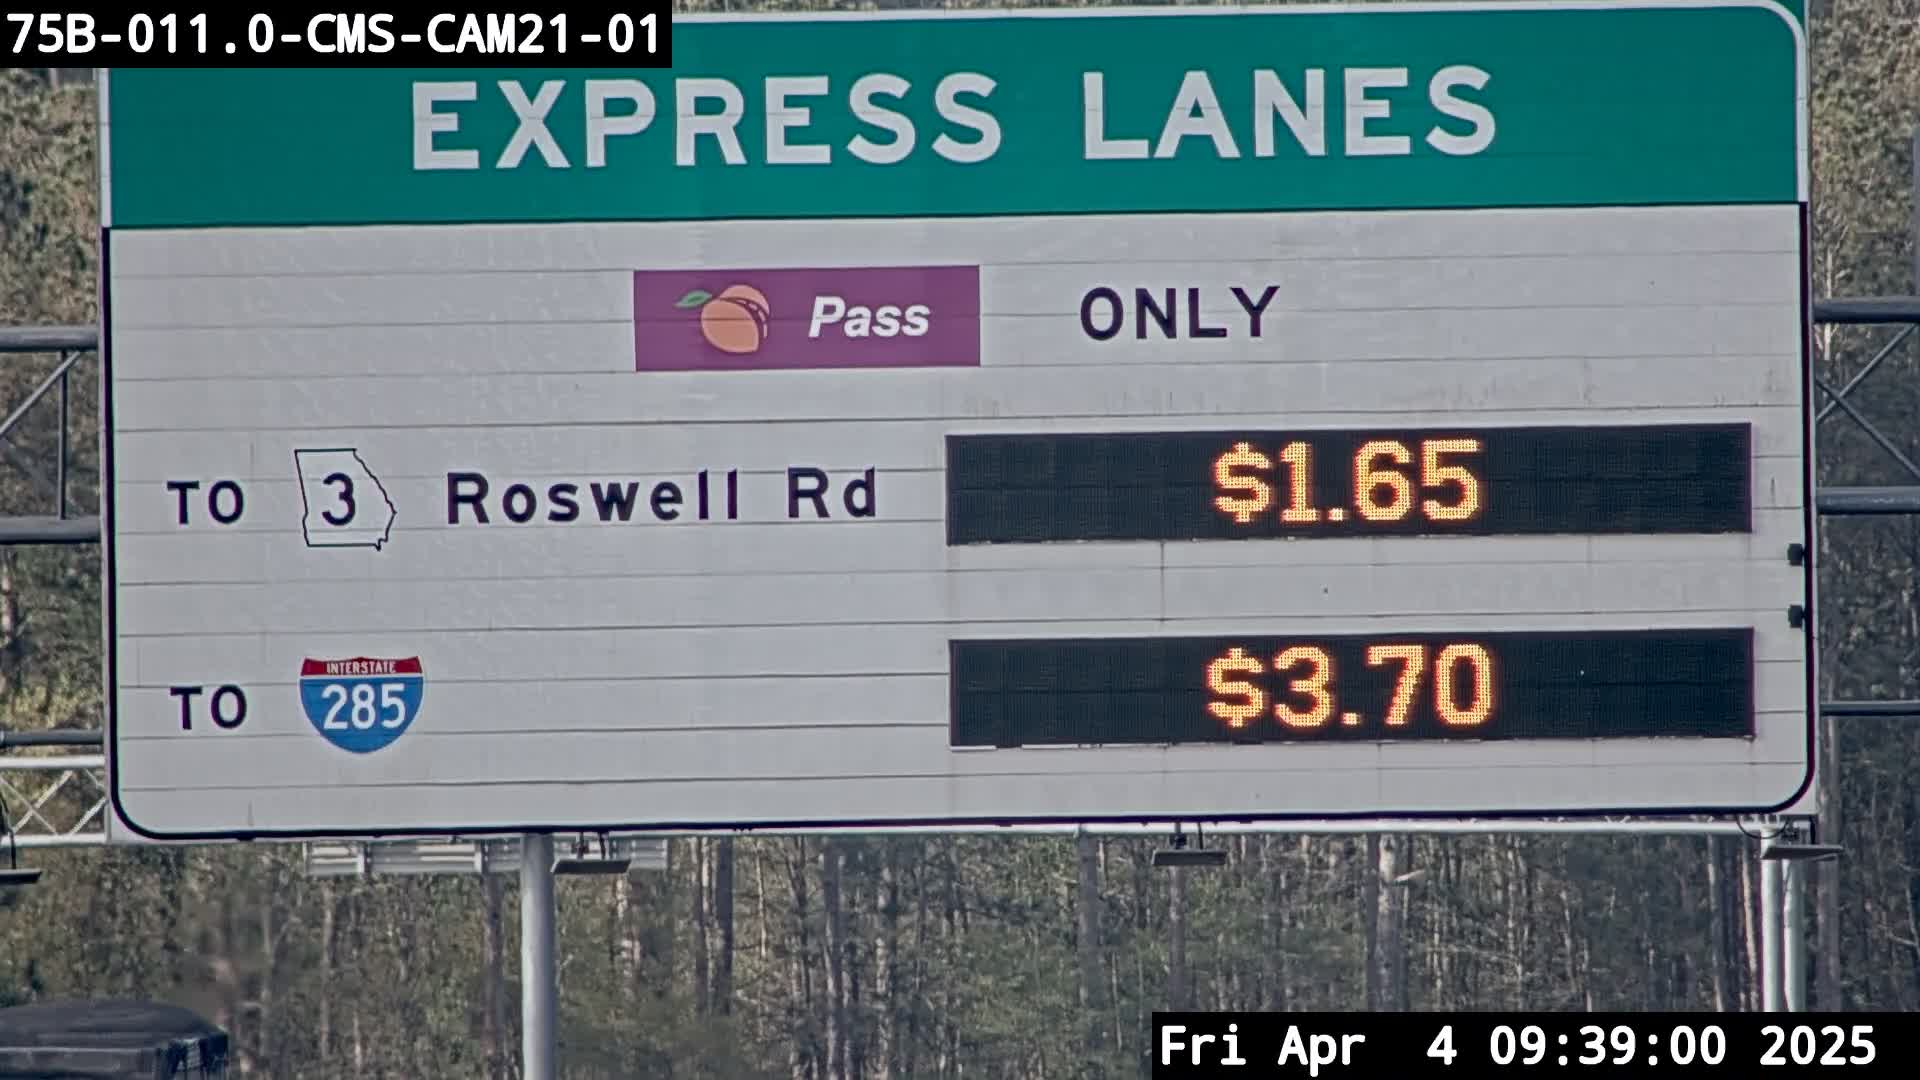 75B-011.0-CMS-CAM21-01
EXPRESS LANES
Pass ONLY
TO 3 Roswell Rd $1.65
TO INTERSTATE 285 $3.70
Fri Apr 4 09:39:00 2025